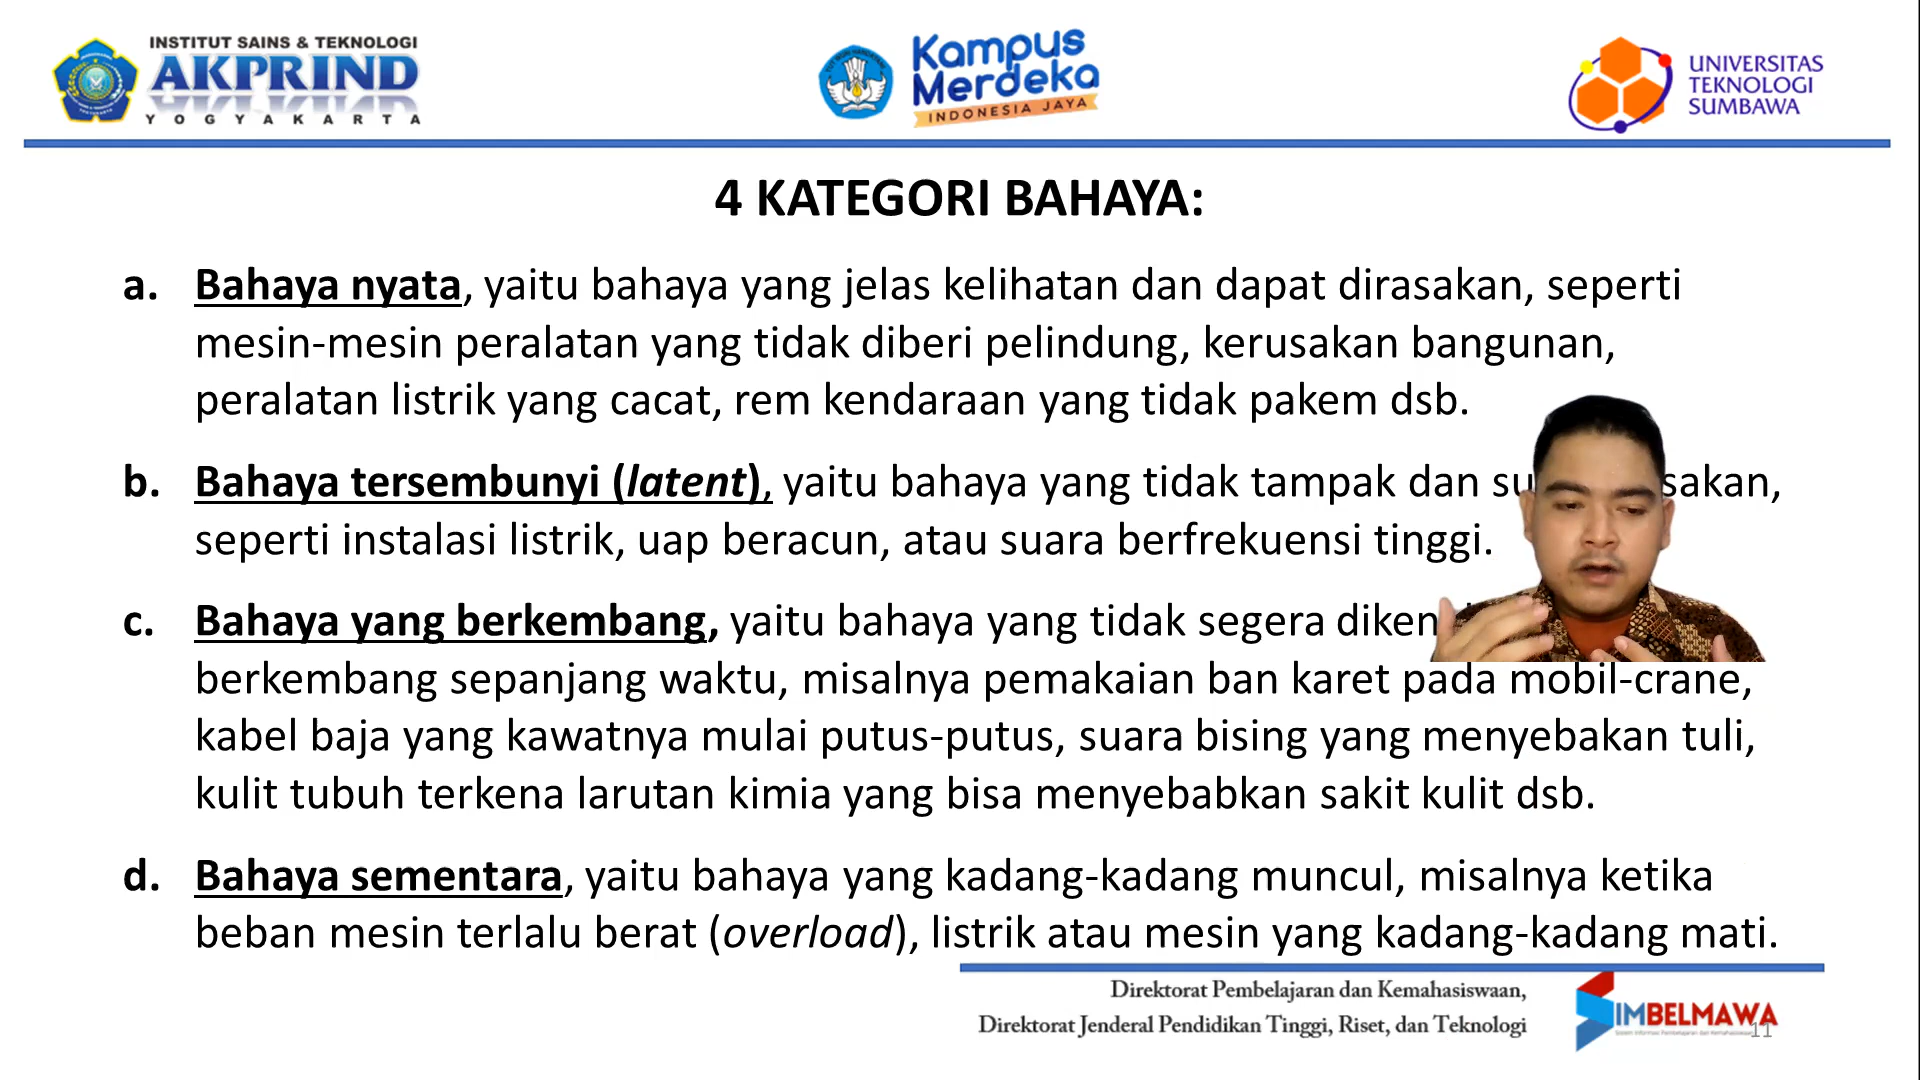 INSTITUT SAINS & TEKNOLOGI
AKPRIND
YOGYAKARTA
Kampus
Merdeka
INDONESIA JAYA
UNIVERSITAS
TEKNOLOGI
SUMBAWA
4 KATEGORI BAHAYA:
a. Bahaya nyata, yaitu bahaya yang jelas kelihatan dan dapat dirasakan, seperti
mesin-mesin peralatan yang tidak diberi pelindung, kerusakan bangunan,
peralatan listrik yang cacat, rem kendaraan yang tidak pakem dsb.
b. Bahaya tersembunyi (latent), yaitu bahaya yang tidak tampak dan
seperti instalasi listrik, uap beracun, atau suara berfrekuensi tinggi.
c. Bahaya yang berkembang, yaitu bahaya yang tidak segera
berkembang sepanjang waktu, misalnya pemakaian ban karet pada mobil-crane,
kabel baja yang kawatnya mulai putus-putus, suara bising yang menyebakan tuli,
kulit tubuh terkena larutan kimia yang bisa menyebabkan sakit kulit dsb.
d. Bahaya sementara, yaitu bahaya yang kadang-kadang muncul, misalnya ketika
beban mesin terlalu berat (overload), listrik atau mesin yang kadang-kadang mati.
Direktorat Pembelajaran dan Kemahasiswaan,
Direktorat Jenderal Pendidikan Tinggi, Riset, dan Teknologi
SIMBELMAWA
11